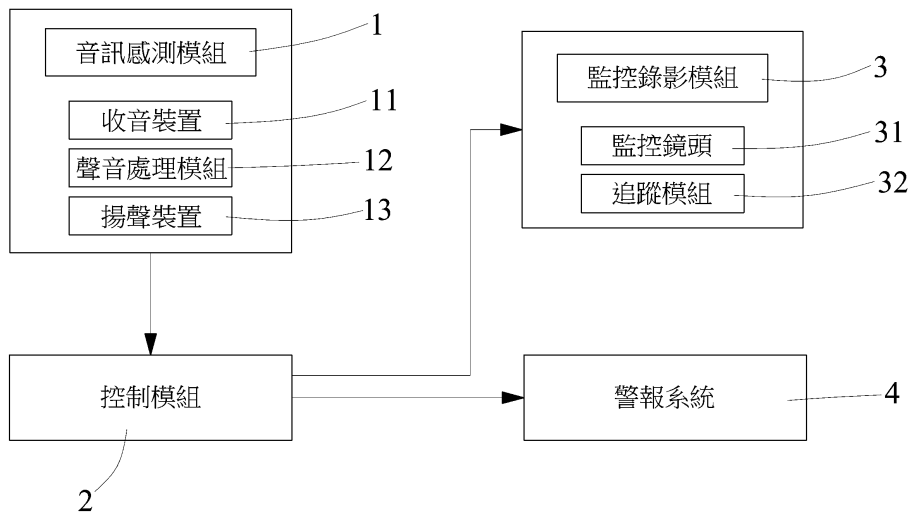 音訊感測模組
1
收音裝置
11
聲音處理模組
12
揚聲裝置
13
監控錄影模組
3
監控鏡頭
31
追蹤模組
32
控制模組
2
警報系統
4